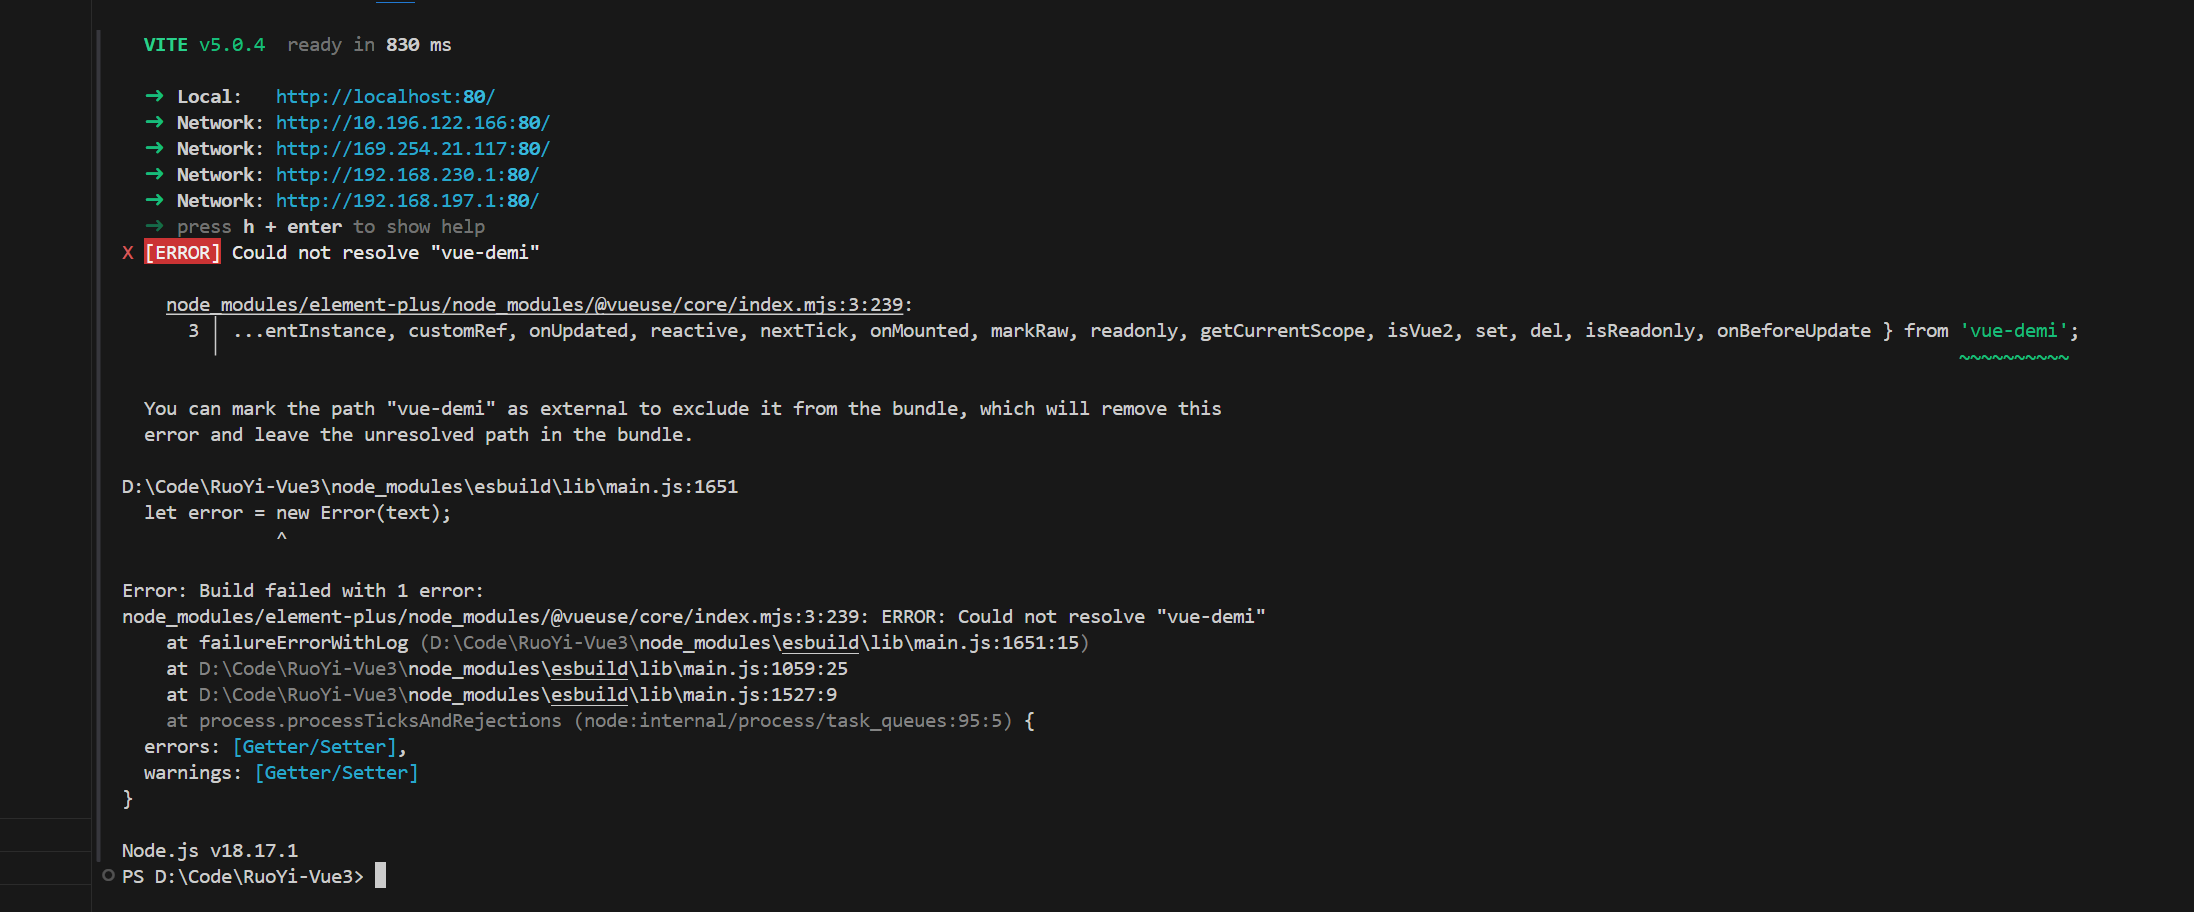 VITE v5.0.4  ready in 830 ms
➜ Local:   http://localhost:80/
➜ Network: http://10.196.122.166:80/
➜ Network: http://169.254.21.117:80/
➜ Network: http://192.168.230.1:80/
➜ Network: http://192.168.197.1:80/
➜ press h + enter to show help
X [ERROR] Could not resolve "vue-demi"
node_modules/element-plus/node_modules/@vueuse/core/index.mjs:3:239:
3 │ ...entInstance, customRef, onUpdated, reactive, nextTick, onMounted, markRaw, readonly, getCurrentScope, isVue2, set, del, isReadonly, onBeforeUpdate } from 'vue-demi';
~~~~~~~~~~
You can mark the path "vue-demi" as external to exclude it from the bundle, which will remove this
error and leave the unresolved path in the bundle.
D:\Code\RuoYi-Vue3\node_modules\esbuild\lib\main.js:1651
let error = new Error(text);
^
Error: Build failed with 1 error:
node_modules/element-plus/node_modules/@vueuse/core/index.mjs:3:239: ERROR: Could not resolve "vue-demi"
at failureErrorWithLog (D:\Code\RuoYi-Vue3\node_modules\esbuild\lib\main.js:1651:15)
at D:\Code\RuoYi-Vue3\node_modules\esbuild\lib\main.js:1059:25
at D:\Code\RuoYi-Vue3\node_modules\esbuild\lib\main.js:1527:9
at process.processTicksAndRejections (node:internal/process/task_queues:95:5) {
errors: [Getter/Setter],
warnings: [Getter/Setter]
}
Node.js v18.17.1
PS D:\Code\RuoYi-Vue3>